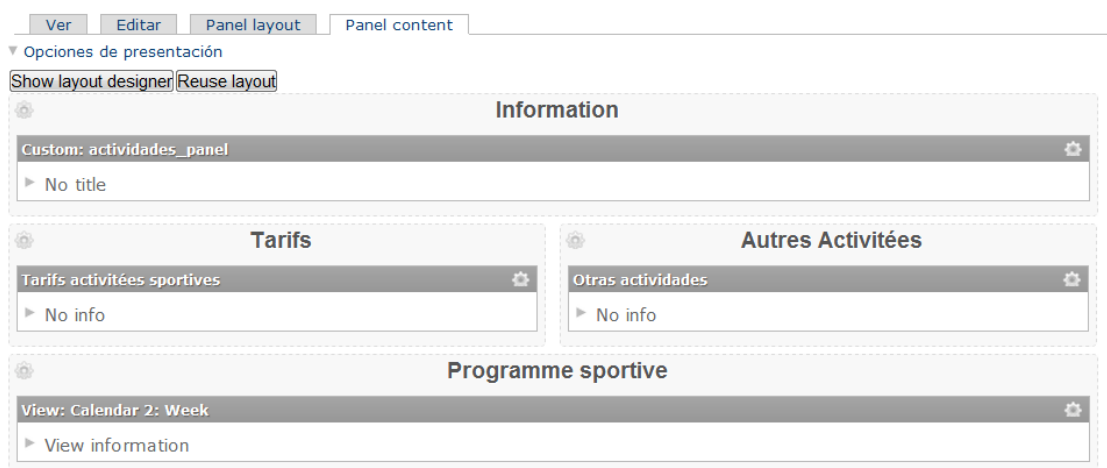 Ver Editar Panel layout Panel content
Opciones de presentación
Show layout designer Reuse layout
Information
Custom: actividades_panel
No title
Tarifs
Tarifs activitées sportives
No info
Autres Activitées
Otras actividades
No info
Programme sportive
View: Calendar 2: Week
View information